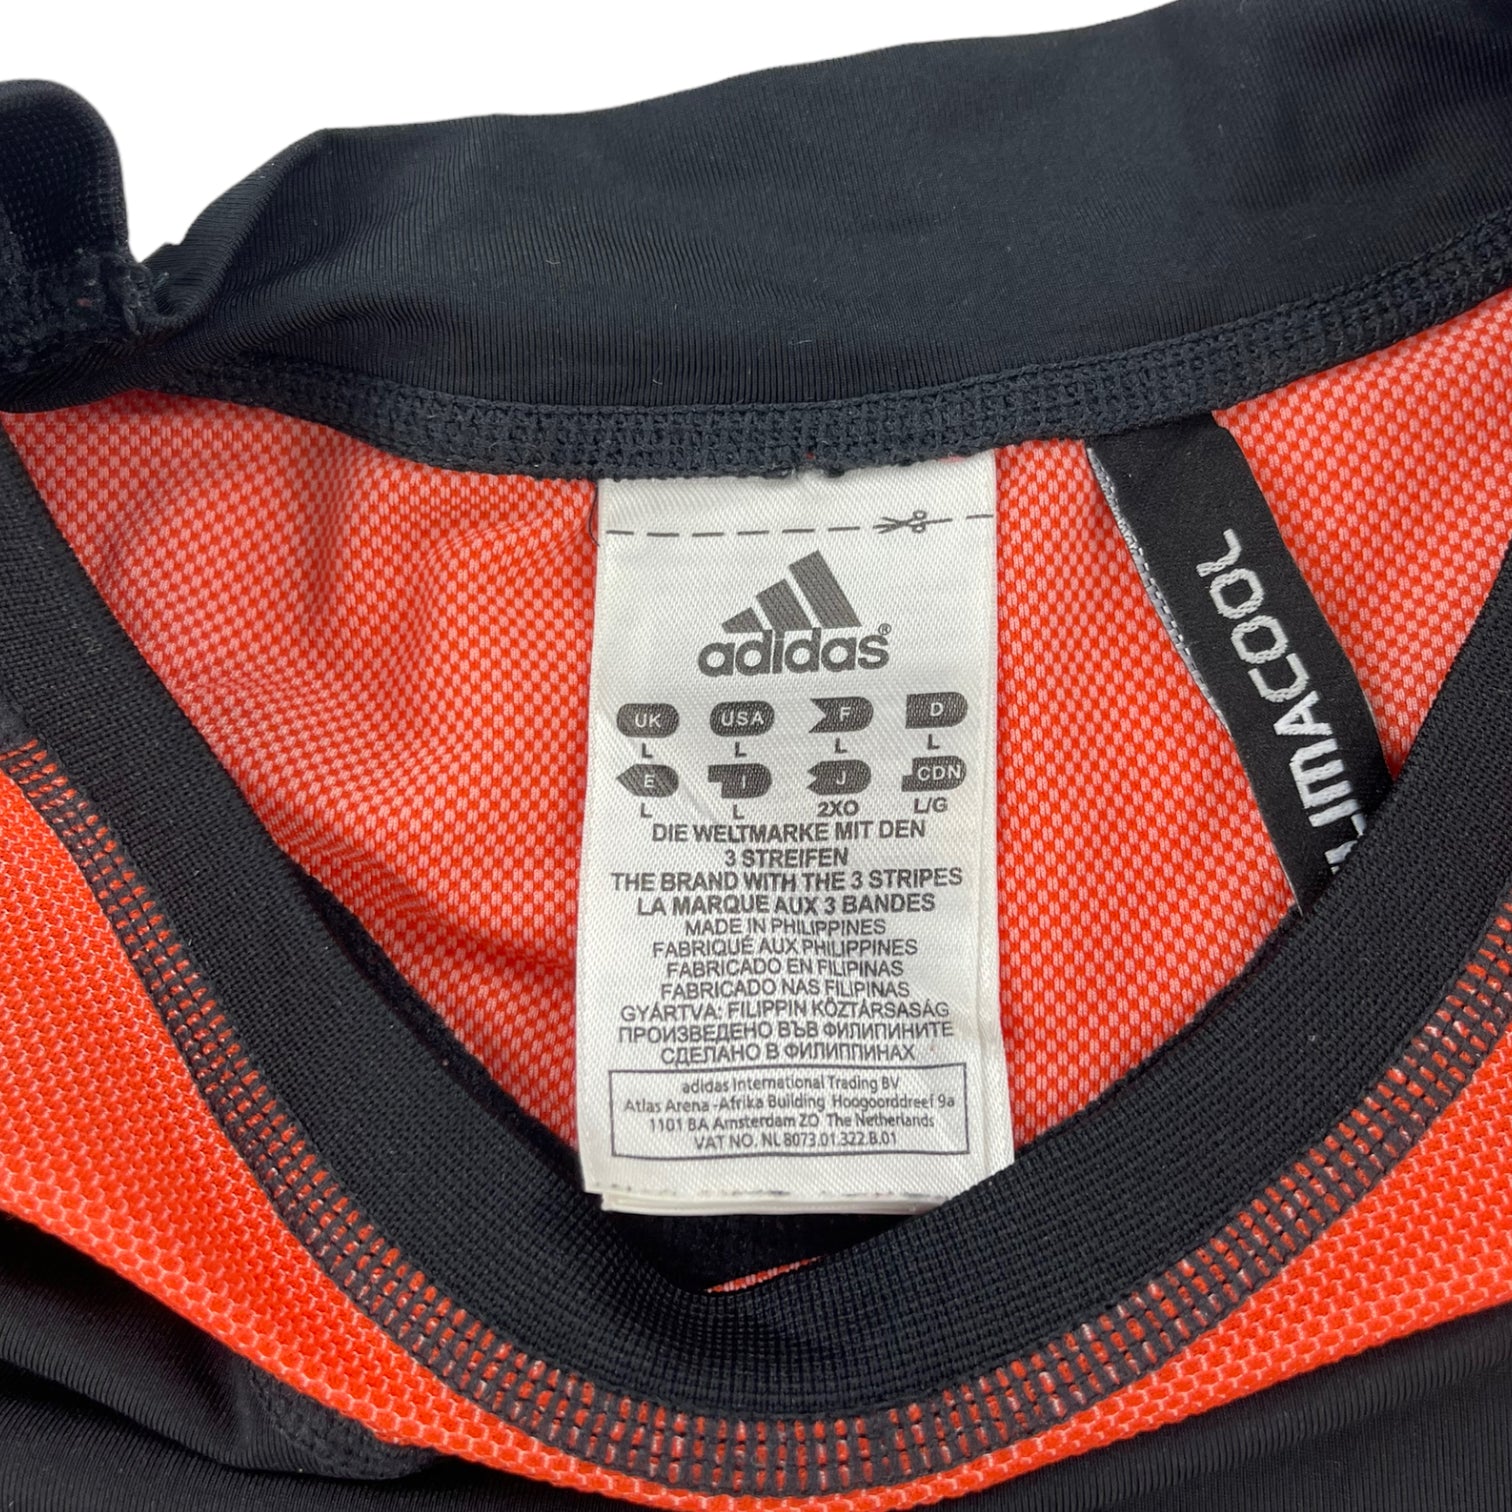 adidas®
UK USA F D
L L L L
E I J CDN
L L 2XO L/G
DIE WELTMARKE MIT DEN
3 STREIFEN
THE BRAND WITH THE 3 STRIPES
LA MARQUE AUX 3 BANDES
MADE IN PHILIPPINES
FABRIQUÉ AUX PHILIPPINES
FABRICADO EN FILIPINAS
FABRICADO NAS FILIPINAS
GYÁRTVA: FILIPPIN KÖZTÁRSASÁG
ПРОИЗВЕДЕНО ВЪВ ФИЛИПИНИТЕ
СДЕЛАНО В ФИЛИППИНАХ
adidas International Trading BV
Atlas Arena -Afrika Building Hoogoorddreef 9a
1101 BA Amsterdam ZO The Netherlands
VAT NO. NL 8073.01.322.B.01
CLIMACOOL